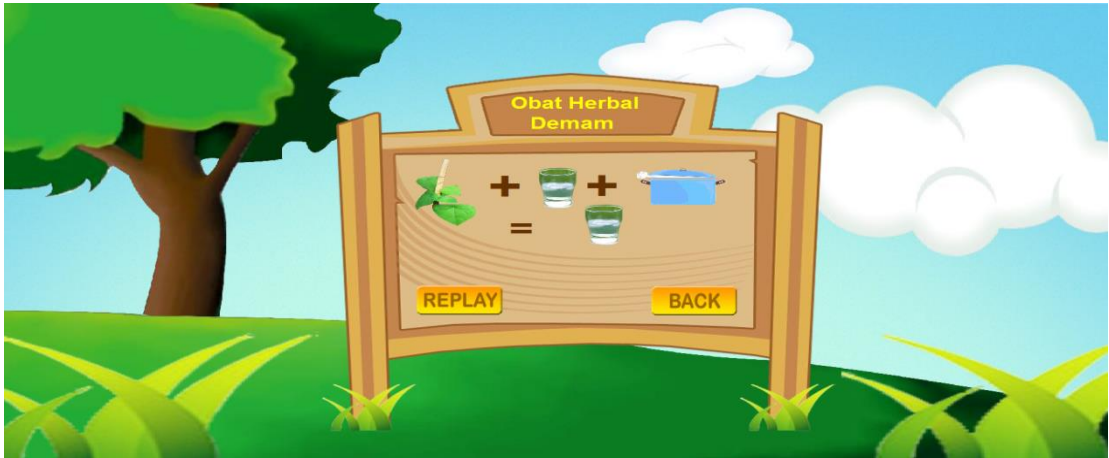 Obat Herbal
Demam
+ +
=
REPLAY BACK